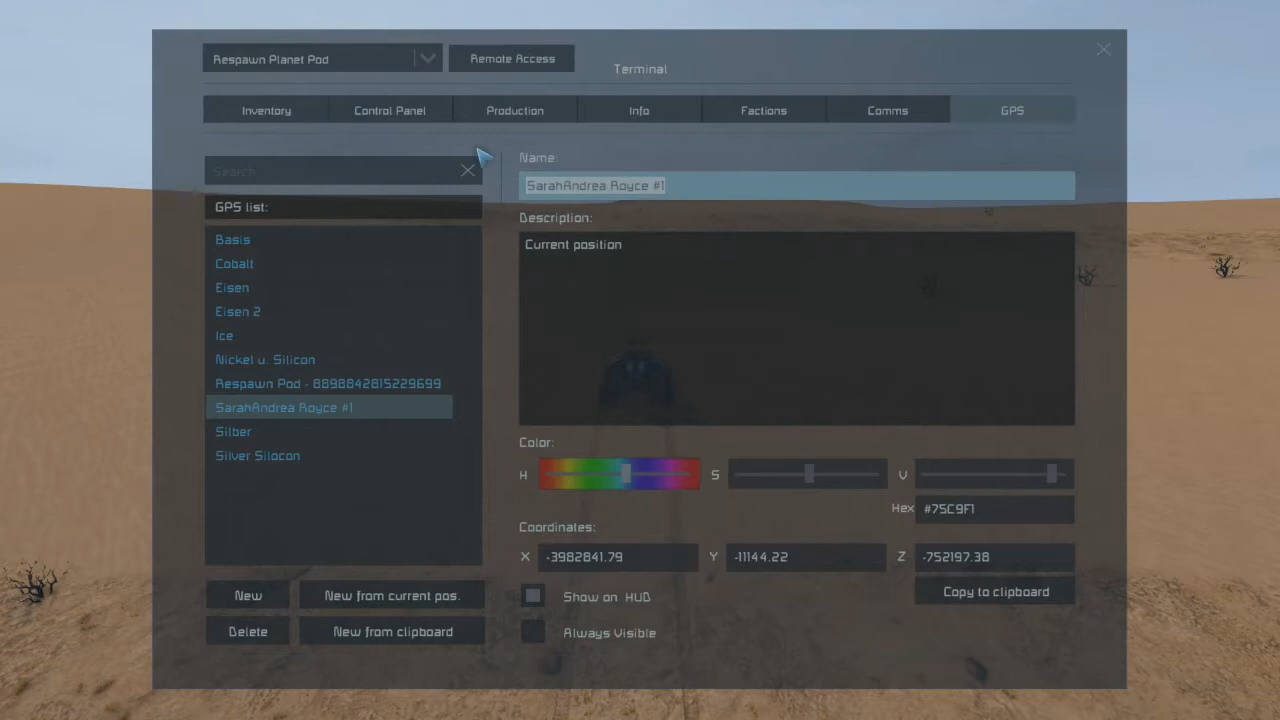 Respawn Planet Pod
Remote Access
Terminal
Inventory
Control Panel
Production
Info
Factions
Comms
GPS
Search
GPS list:
Basis
Cobalt
Eisen
Eisen 2
Ice
Nickel u. Silicon
Respawn Pod - 8898842815229699
SarahAndrea Royce #1
Silber
Silver Silacon
New
New from current pos.
Delete
New from clipboard
Name:
SarahAndrea Royce #1
Description:
Current position
Color:
H
S
V
Hex #75C9F1
Coordinates:
X -3982841.79 Y -11144.22 Z -752197.38
Show on HUD
Copy to clipboard
Always Visible